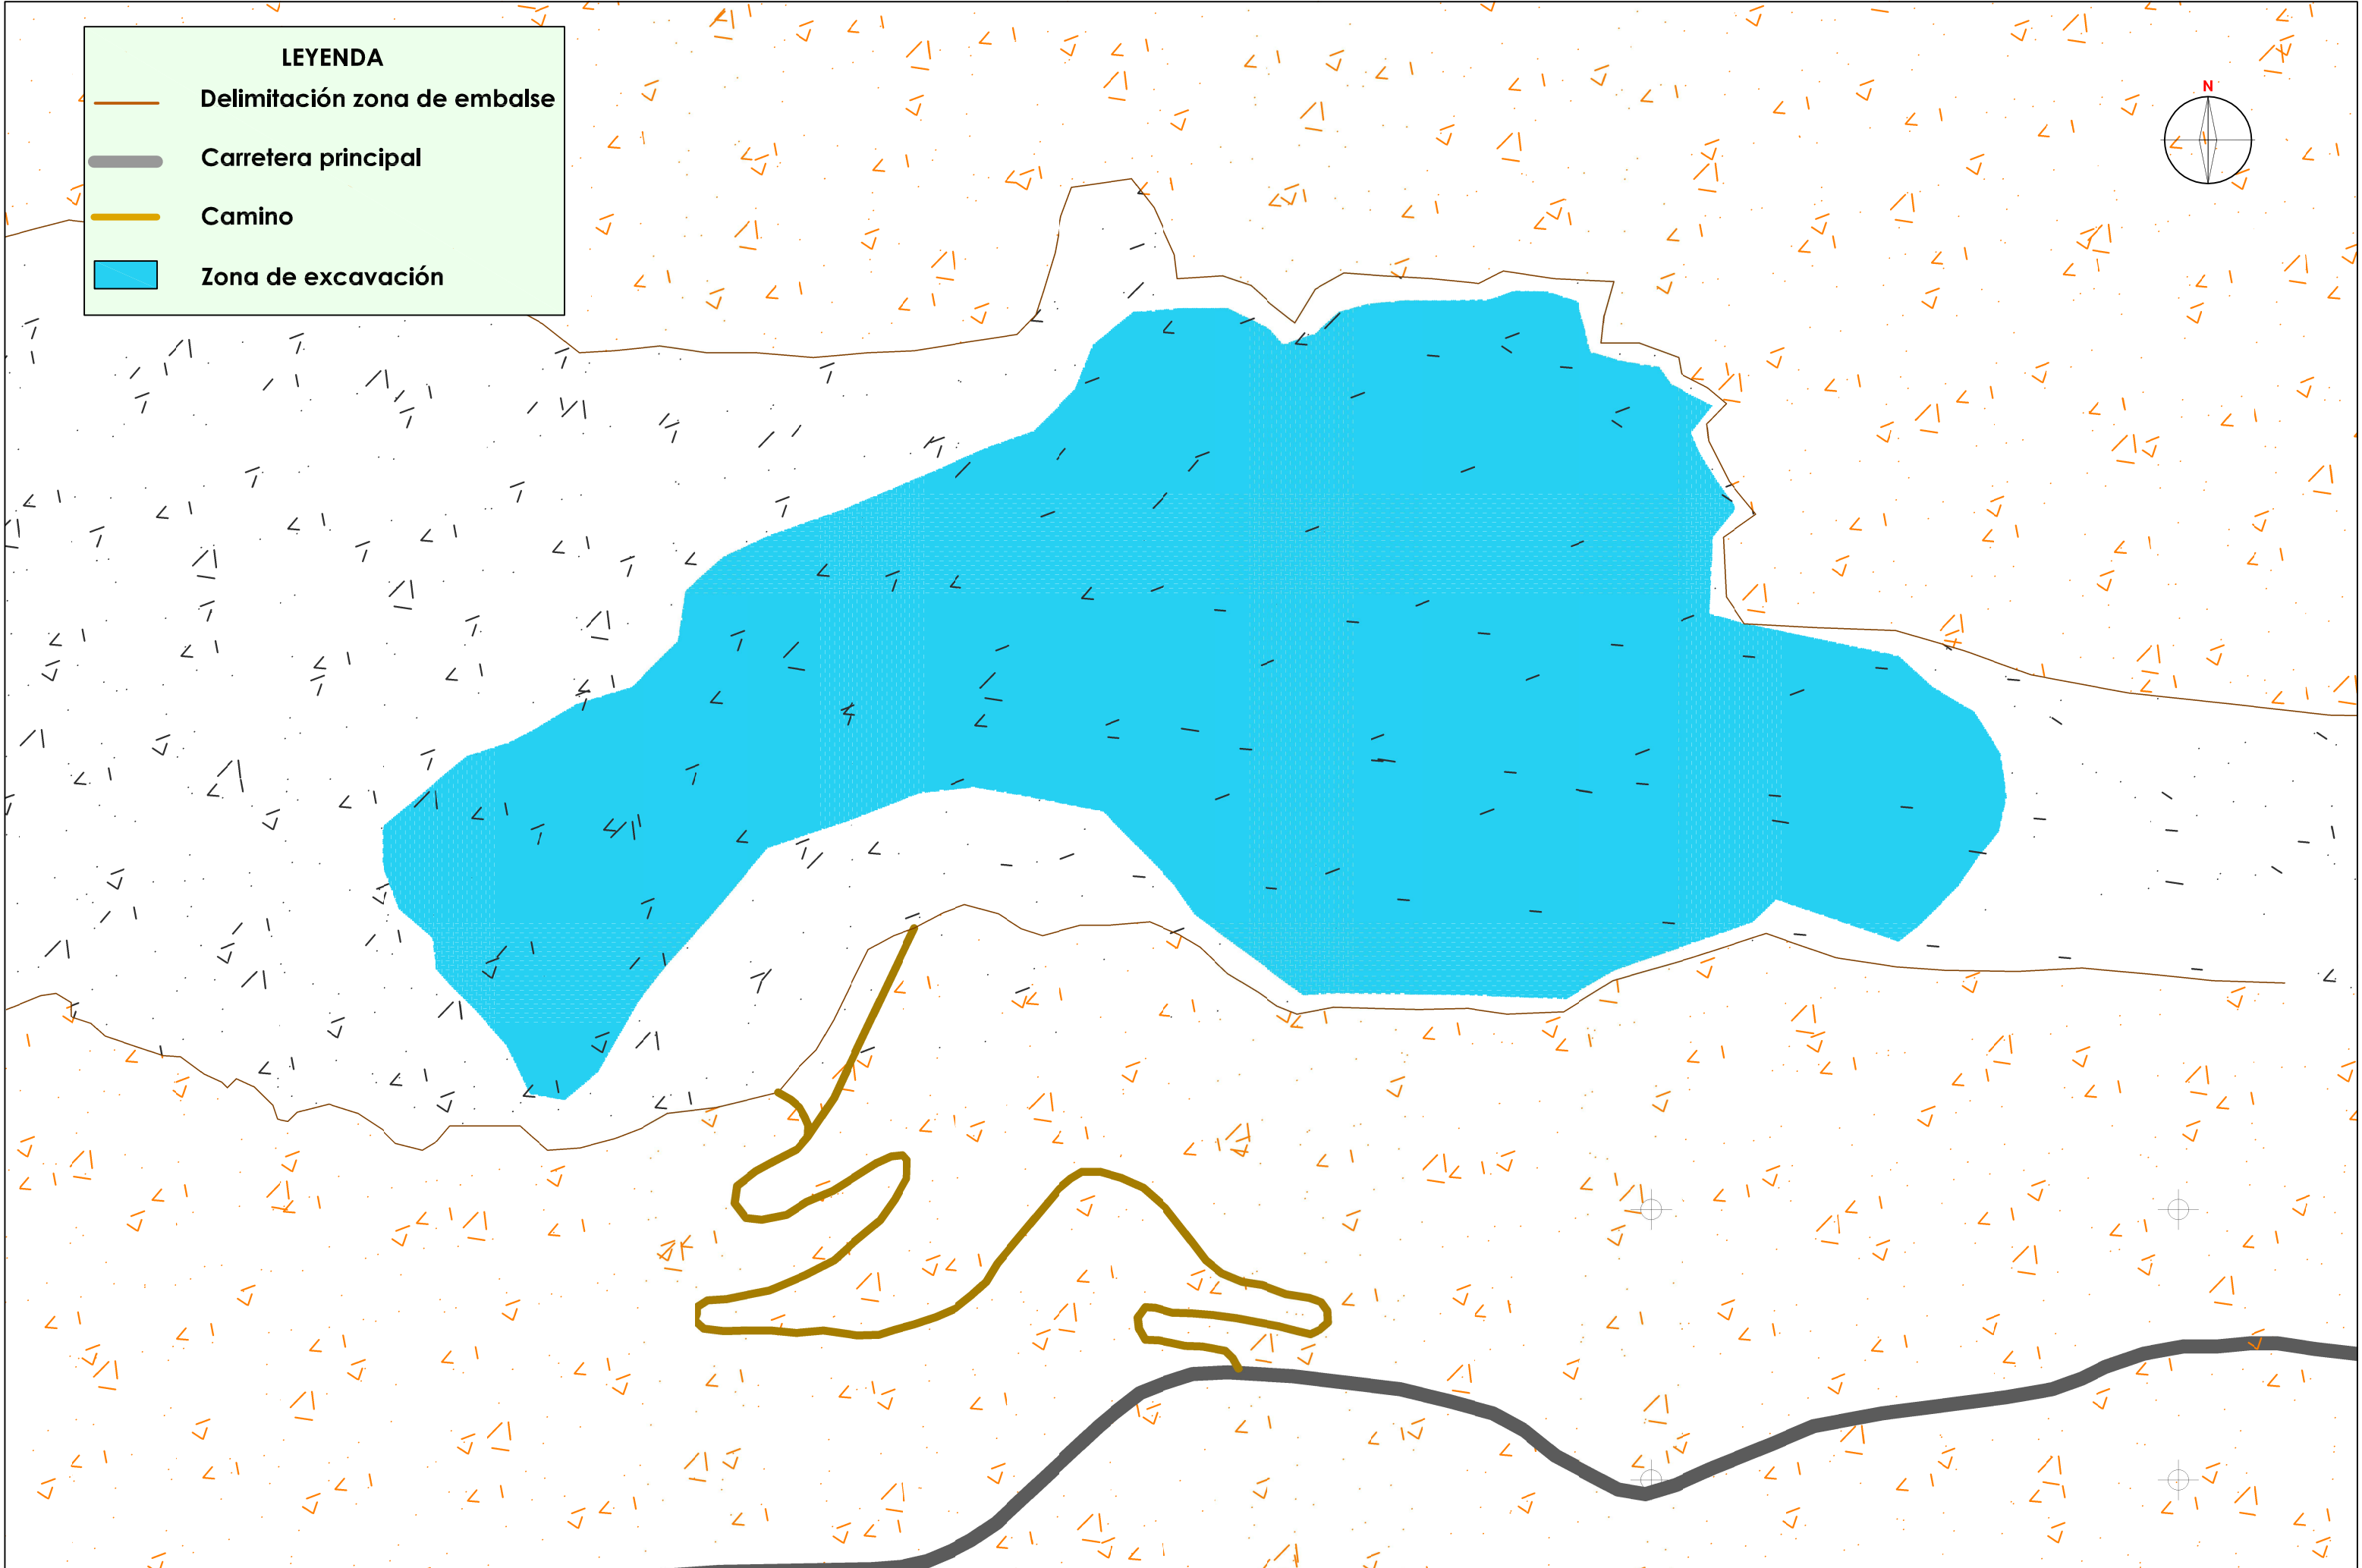 LEYENDA
Delimitación zona de embalse
Carretera principal
Camino
Zona de excavación
N